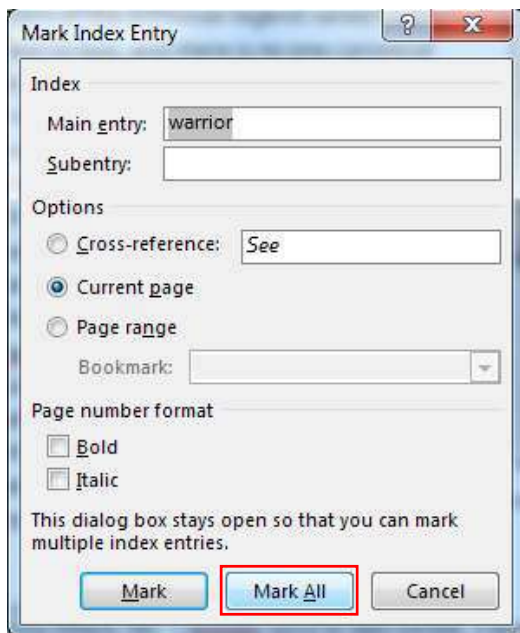 Mark Index Entry
Index
Main entry: warrior
Subentry:
Options
Cross-reference: See
Current page
Page range
Bookmark:
Page number format
Bold
Italic
This dialog box stays open so that you can mark
multiple index entries.
Mark Mark All Cancel